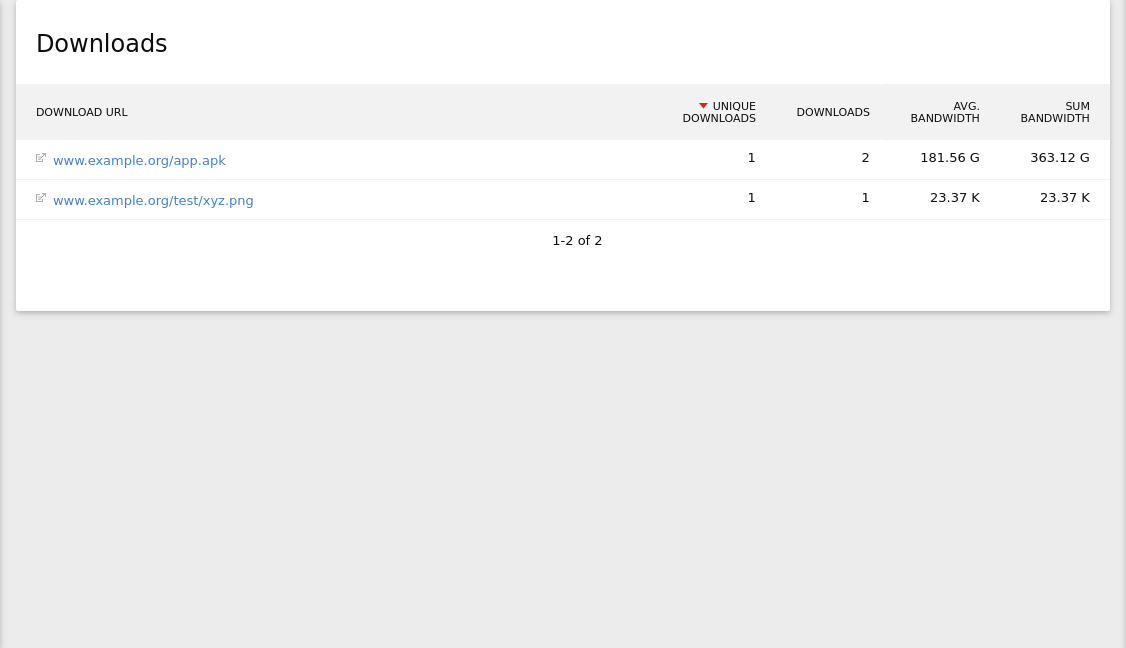 Downloads
DOWNLOAD URL
UNIQUE
DOWNLOADS
DOWNLOADS
AVG.
BANDWIDTH
SUM
BANDWIDTH
www.example.org/app.apk 1 2 181.56 G 363.12 G
www.example.org/test/xyz.png 1 1 23.37 K 23.37 K
1-2 of 2